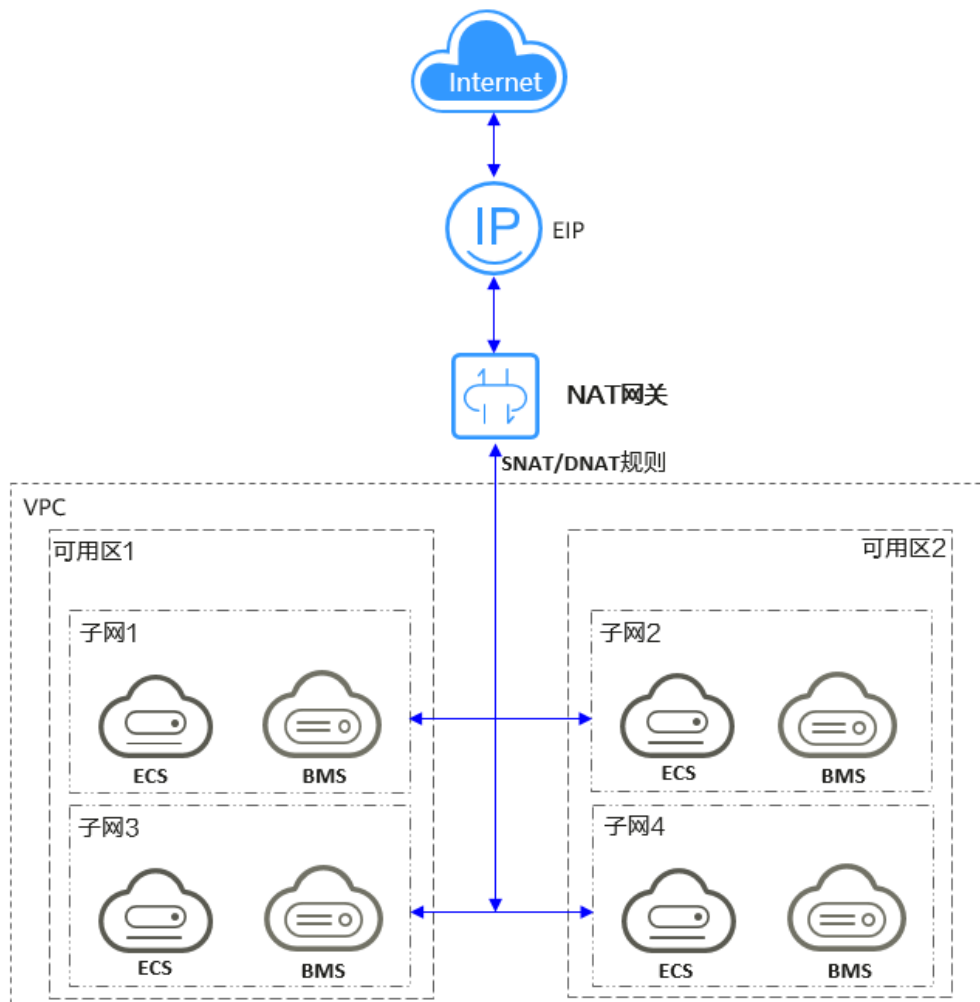 Internet
IP
EIP
NAT网关
SNAT/DNAT规则
VPC
可用区1
可用区2
子网1
ECS
BMS
子网2
ECS
BMS
子网3
ECS
BMS
子网4
ECS
BMS